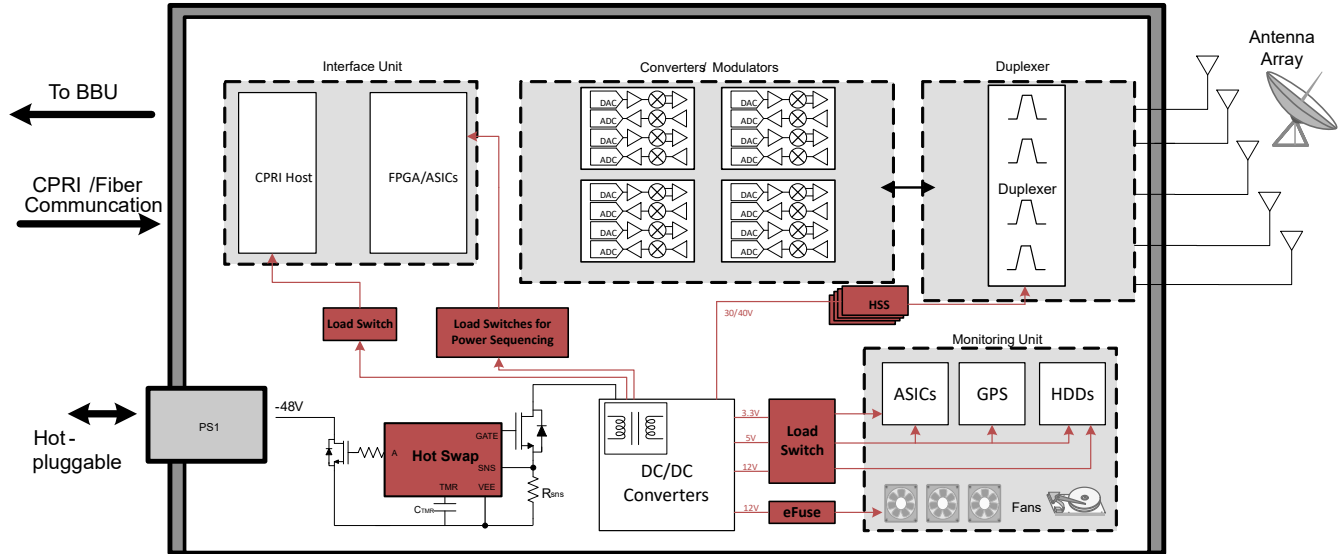 Antenna
Array
Interface Unit
Converters/ Modulators
Duplexer
To BBU
CPRI /Fiber
Communcation
CPRI Host
FPGA/ASICs
DAC
ADC
DAC
ADC
DAC
ADC
DAC
ADC
DAC
ADC
DAC
ADC
DAC
ADC
DAC
ADC
Duplexer
HSS
30/40V
Load Switch
Load Switches for
Power Sequencing
Monitoring Unit
ASICs
GPS
HDDs
Hot-
pluggable
PS1
-48V
A
Hot Swap
GATE
SNS
TMR
VEE
CTMR
Rsns
DC/DC
Converters
3.3V
5V
12V
12V
Load
Switch
eFuse
Fans